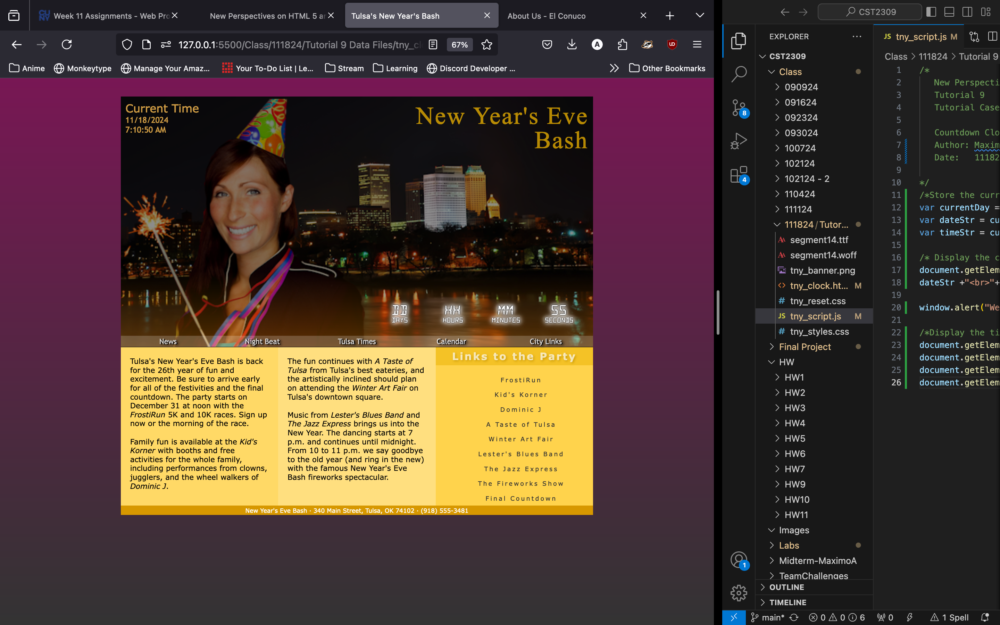 Week 11 Assignments - Web Pro
New Perspectives on HTML 5 ar
Tulsa's New Year's Bash
About Us - El Conuco
127.0.0.1:5500/Class/111824/Tutorial 9 Data Files/tny_cl
67%
Anime
Monkeytype
Manage Your Amaz...
Your To-Do List | Le...
Stream
Learning
Discord Developer ...
Other Bookmarks
Current Time
11/18/2024
7:10:50 AM
New Year's Eve
Bash
DD
DAYS
HH
HOURS
MM
MINUTES
SS
SECONDS
News
Night Beat
Tulsa Times
Calendar
City Links
Tulsa's New Year's Eve Bash is back
for the 26th year of fun and
excitement. Be sure to arrive early
for all of the festivities and the final
countdown. The party starts on
December 31 at noon with the
FrostiRun 5K and 10K races. Sign up
now or the morning of the race.
Family fun is available at the Kid's
Korner with booths and free
activities for the whole family,
including performances from clowns,
jugglers, and the wheel walkers of
Dominic J.
The fun continues with A Taste of
Tulsa from Tulsa's best eateries, and
the artistically inclined should plan
on attending the Winter Art Fair on
Tulsa's downtown square.
Music from Lester's Blues Band and
The Jazz Express brings us into the
New Year. The dancing starts at 7
p.m. and continues until midnight.
From 10 to 11 p.m. we say goodbye
to the old year (and ring in the new)
with the famous New Year's Eve
Bash fireworks spectacular.
Links to the Party
FrostiRun
Kid's Korner
Dominic J
A Taste of Tulsa
Winter Art Fair
Lester's Blues Band
The Jazz Express
The Fireworks Show
Final Countdown
New Year's Eve Bash · 340 Main Street, Tulsa, OK 74102 · (918) 555-3481
CST2309
8
4
1
EXPLORER
CST2309
Class
090924
091624
092324
093024
100724
102124
102124 - 2
110424
111124
111824 / Tutor...
segment14.ttf
segment14.woff
tny_banner.png
tny_clock.ht... M
tny_reset.css
JS tny_script.js M
tny_styles.css
Final Project
HW
HW1
HW2
HW3
HW4
HW5
HW6
HW7
HW9
HW10
HW11
Images
Labs
Midterm-MaximoA
TeamChallenges
OUTLINE
TIMELINE
JS tny_script.js M
Class > 111824 > Tutorial 9
1 /*
2 New Perspecti
3 Tutorial 9
4 Tutorial Case
5
6 Countdown Clo
7 Author: Maxim
8 Date: 11182
9
10 */
11 /*Store the curr
12 var currentDay =
13 var dateStr = cu
14 var timeStr = cu
15
16 /* Display the c
17 document.getElem
18 dateStr +"<br>"+
19
20 window.alert("We
21
22 /*Display the ti
23 document.getElem
24 document.getElem
25 document.getElem
26 document.getElem
main* 0 0 6 0 1 Spell